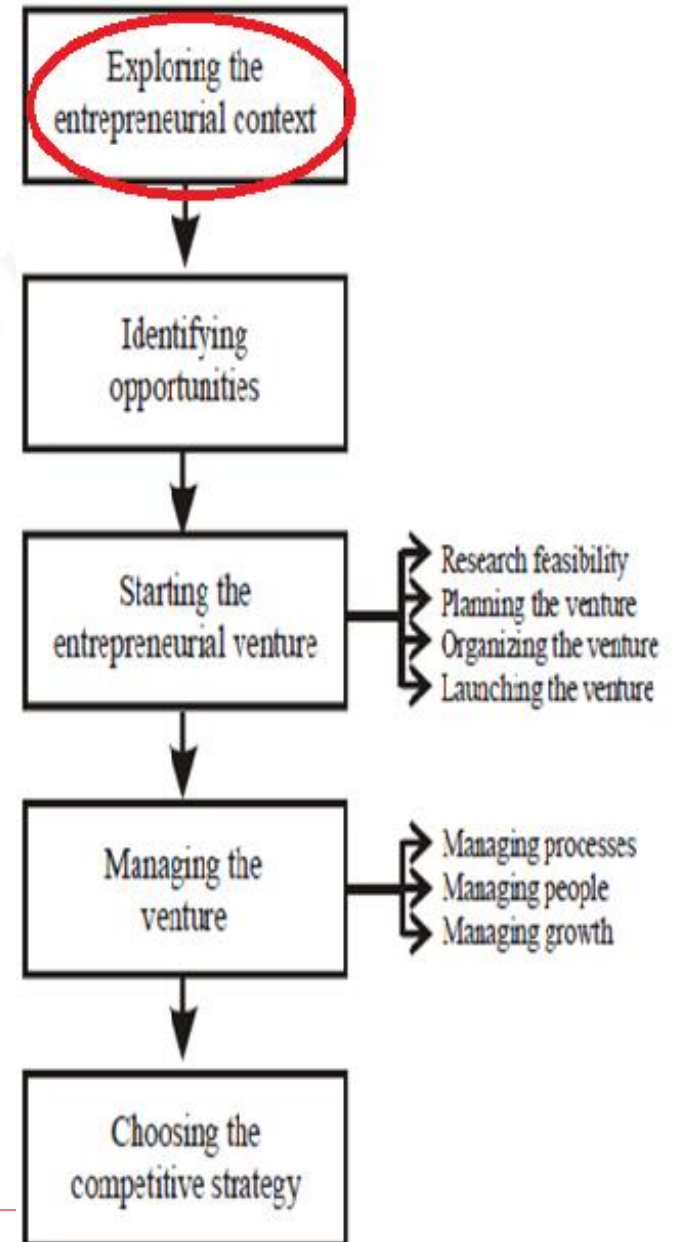 Exploring the
entrepreneurial context
Identifying
opportunities
Starting the
entrepreneurial venture
Research feasibility
Planning the venture
Organizing the venture
Launching the venture
Managing the
venture
Managing processes
Managing people
Managing growth
Choosing the
competitive strategy